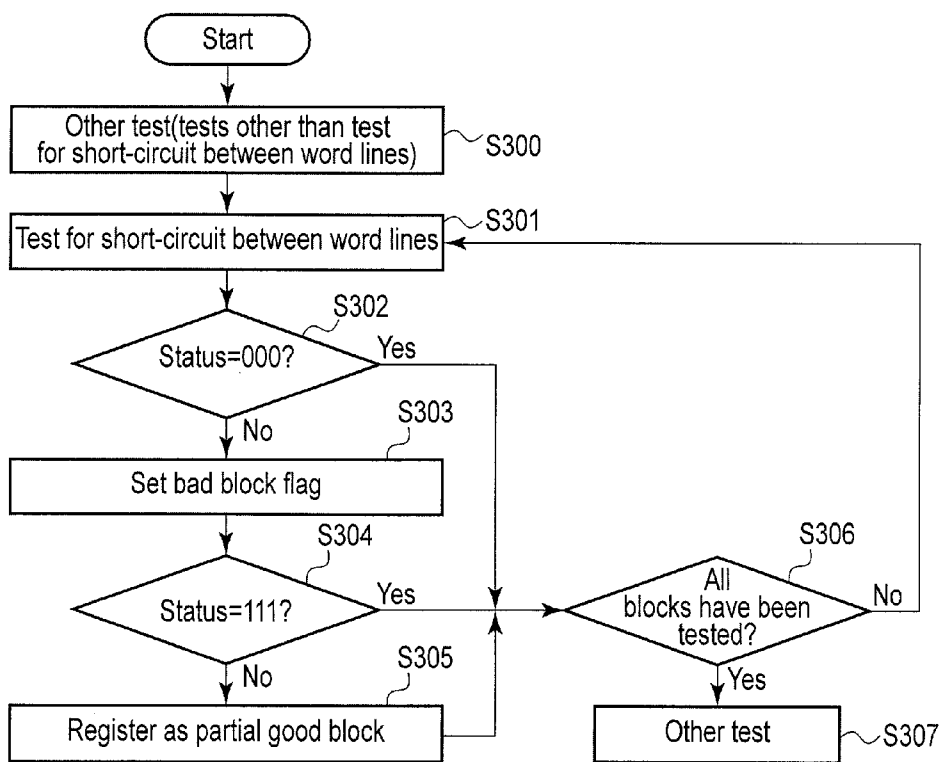 Start
Other test(tests other than test
for short-circuit between word lines)
S300
Test for short-circuit between word lines
S301
Status=000?
S302
Yes
No
Set bad block flag
S303
Status=111?
S304
Yes
No
Register as partial good block
S305
All
blocks have been
tested?
S306
No
Yes
Other test
S307